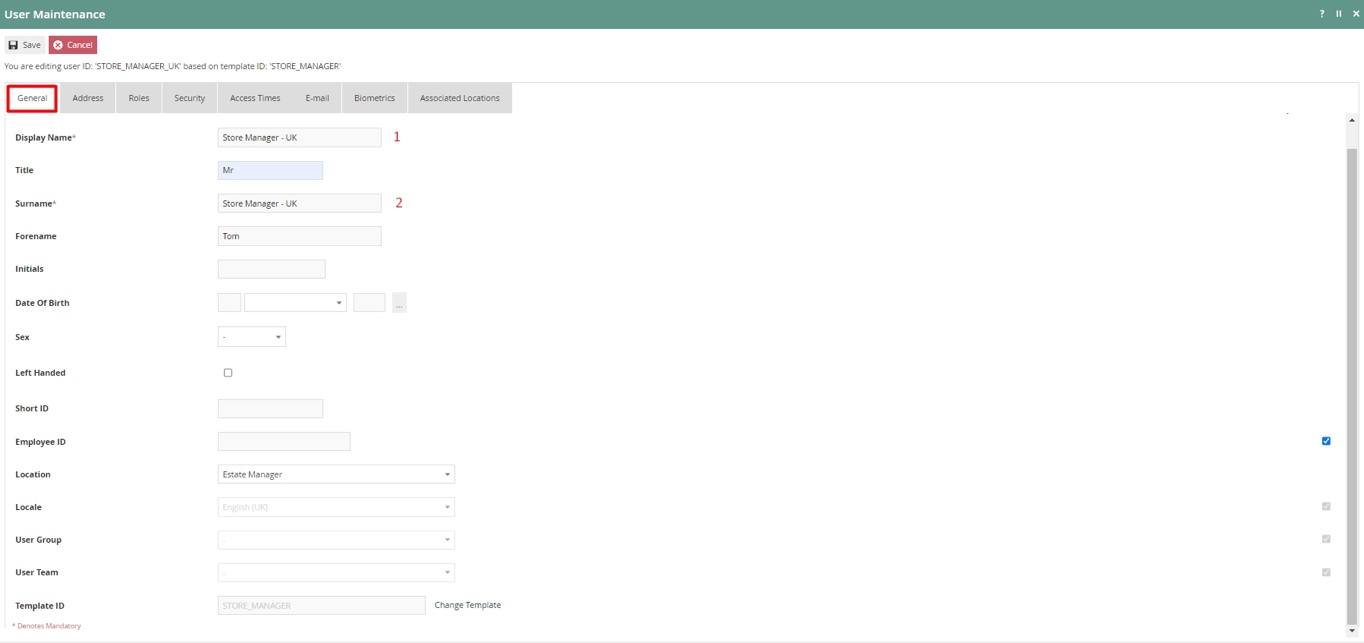 User Maintenance ? II ×
Save Cancel
You are editing user ID: 'STORE_MANAGER_UK' based on template ID: 'STORE_MANAGER'
General Address Roles Security Access Times E-mail Biometrics Associated Locations
Display Name* Store Manager - UK 1
Title Mr
Surname* Store Manager - UK 2
Forename Tom
Initials
Date Of Birth ...
Sex -
Left Handed
Short ID
Employee ID
Location Estate Manager
Locale English (UK)
User Group -
User Team -
Template ID STORE_MANAGER Change Template
* Denotes Mandatory